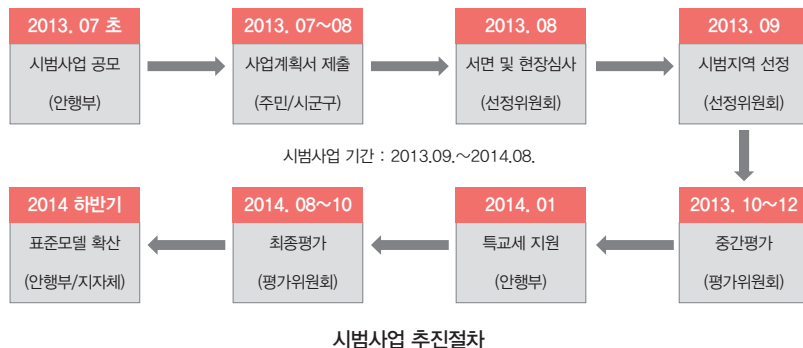 2013. 07 초
시범사업 공모
(안행부)
2013. 07~08
사업계획서 제출
(주민/시군구)
2013. 08
서면 및 현장심사
(선정위원회)
2013. 09
시범지역 선정
(선정위원회)
시범사업 기간 : 2013.09.~2014.08.
2013. 10~12
중간평가
(평가위원회)
2014. 01
특교세 지원
(안행부)
2014. 08~10
최종평가
(평가위원회)
2014 하반기
표준모델 확산
(안행부/지자체)
시범사업 추진절차